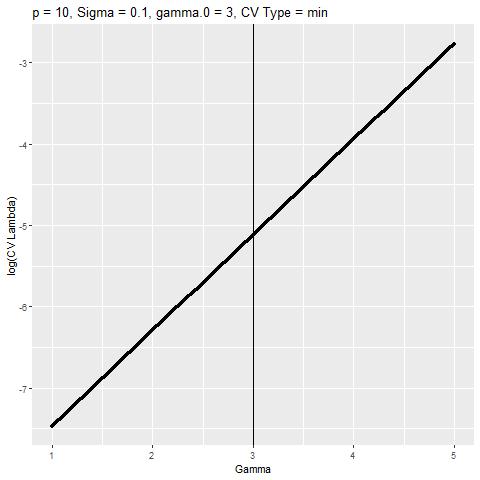 p = 10, Sigma = 0.1, gamma.0 = 3, CV Type = min
-3
-4
-5
-6
-7
log(CV Lambda)
1 2 3 4 5
Gamma